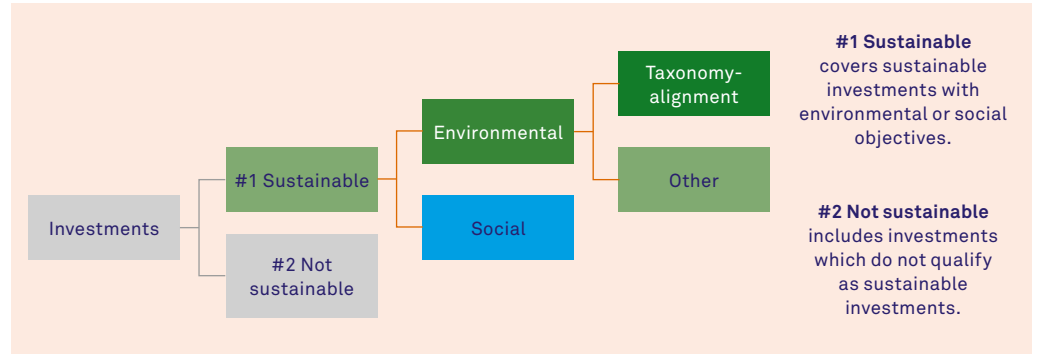 Investments
#1 Sustainable
#2 Not
sustainable
Environmental
Social
Taxonomy-
alignment
Other
#1 Sustainable
covers sustainable
investments with
environmental or social
objectives.
#2 Not sustainable
includes investments
which do not qualify
as sustainable
investments.